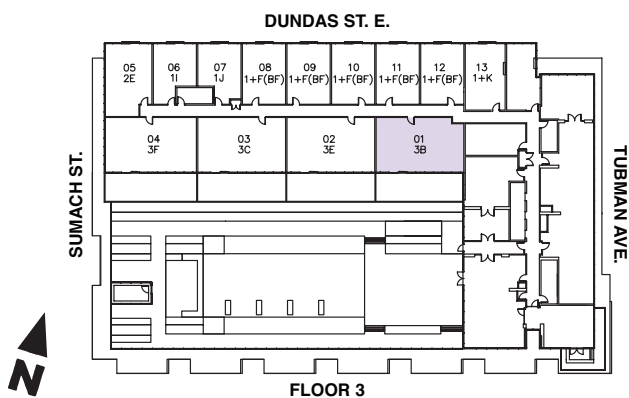 DUNDAS ST. E.
05
2E
06
1I
07
1J
08
1+F(BF)
09
1+F(BF)
10
1+F(BF)
11
1+F(BF)
12
1+F(BF)
13
1+K
04
3F
03
3C
02
3E
01
3B
SUMACH ST.
TUBMAN AVE.
N
FLOOR 3